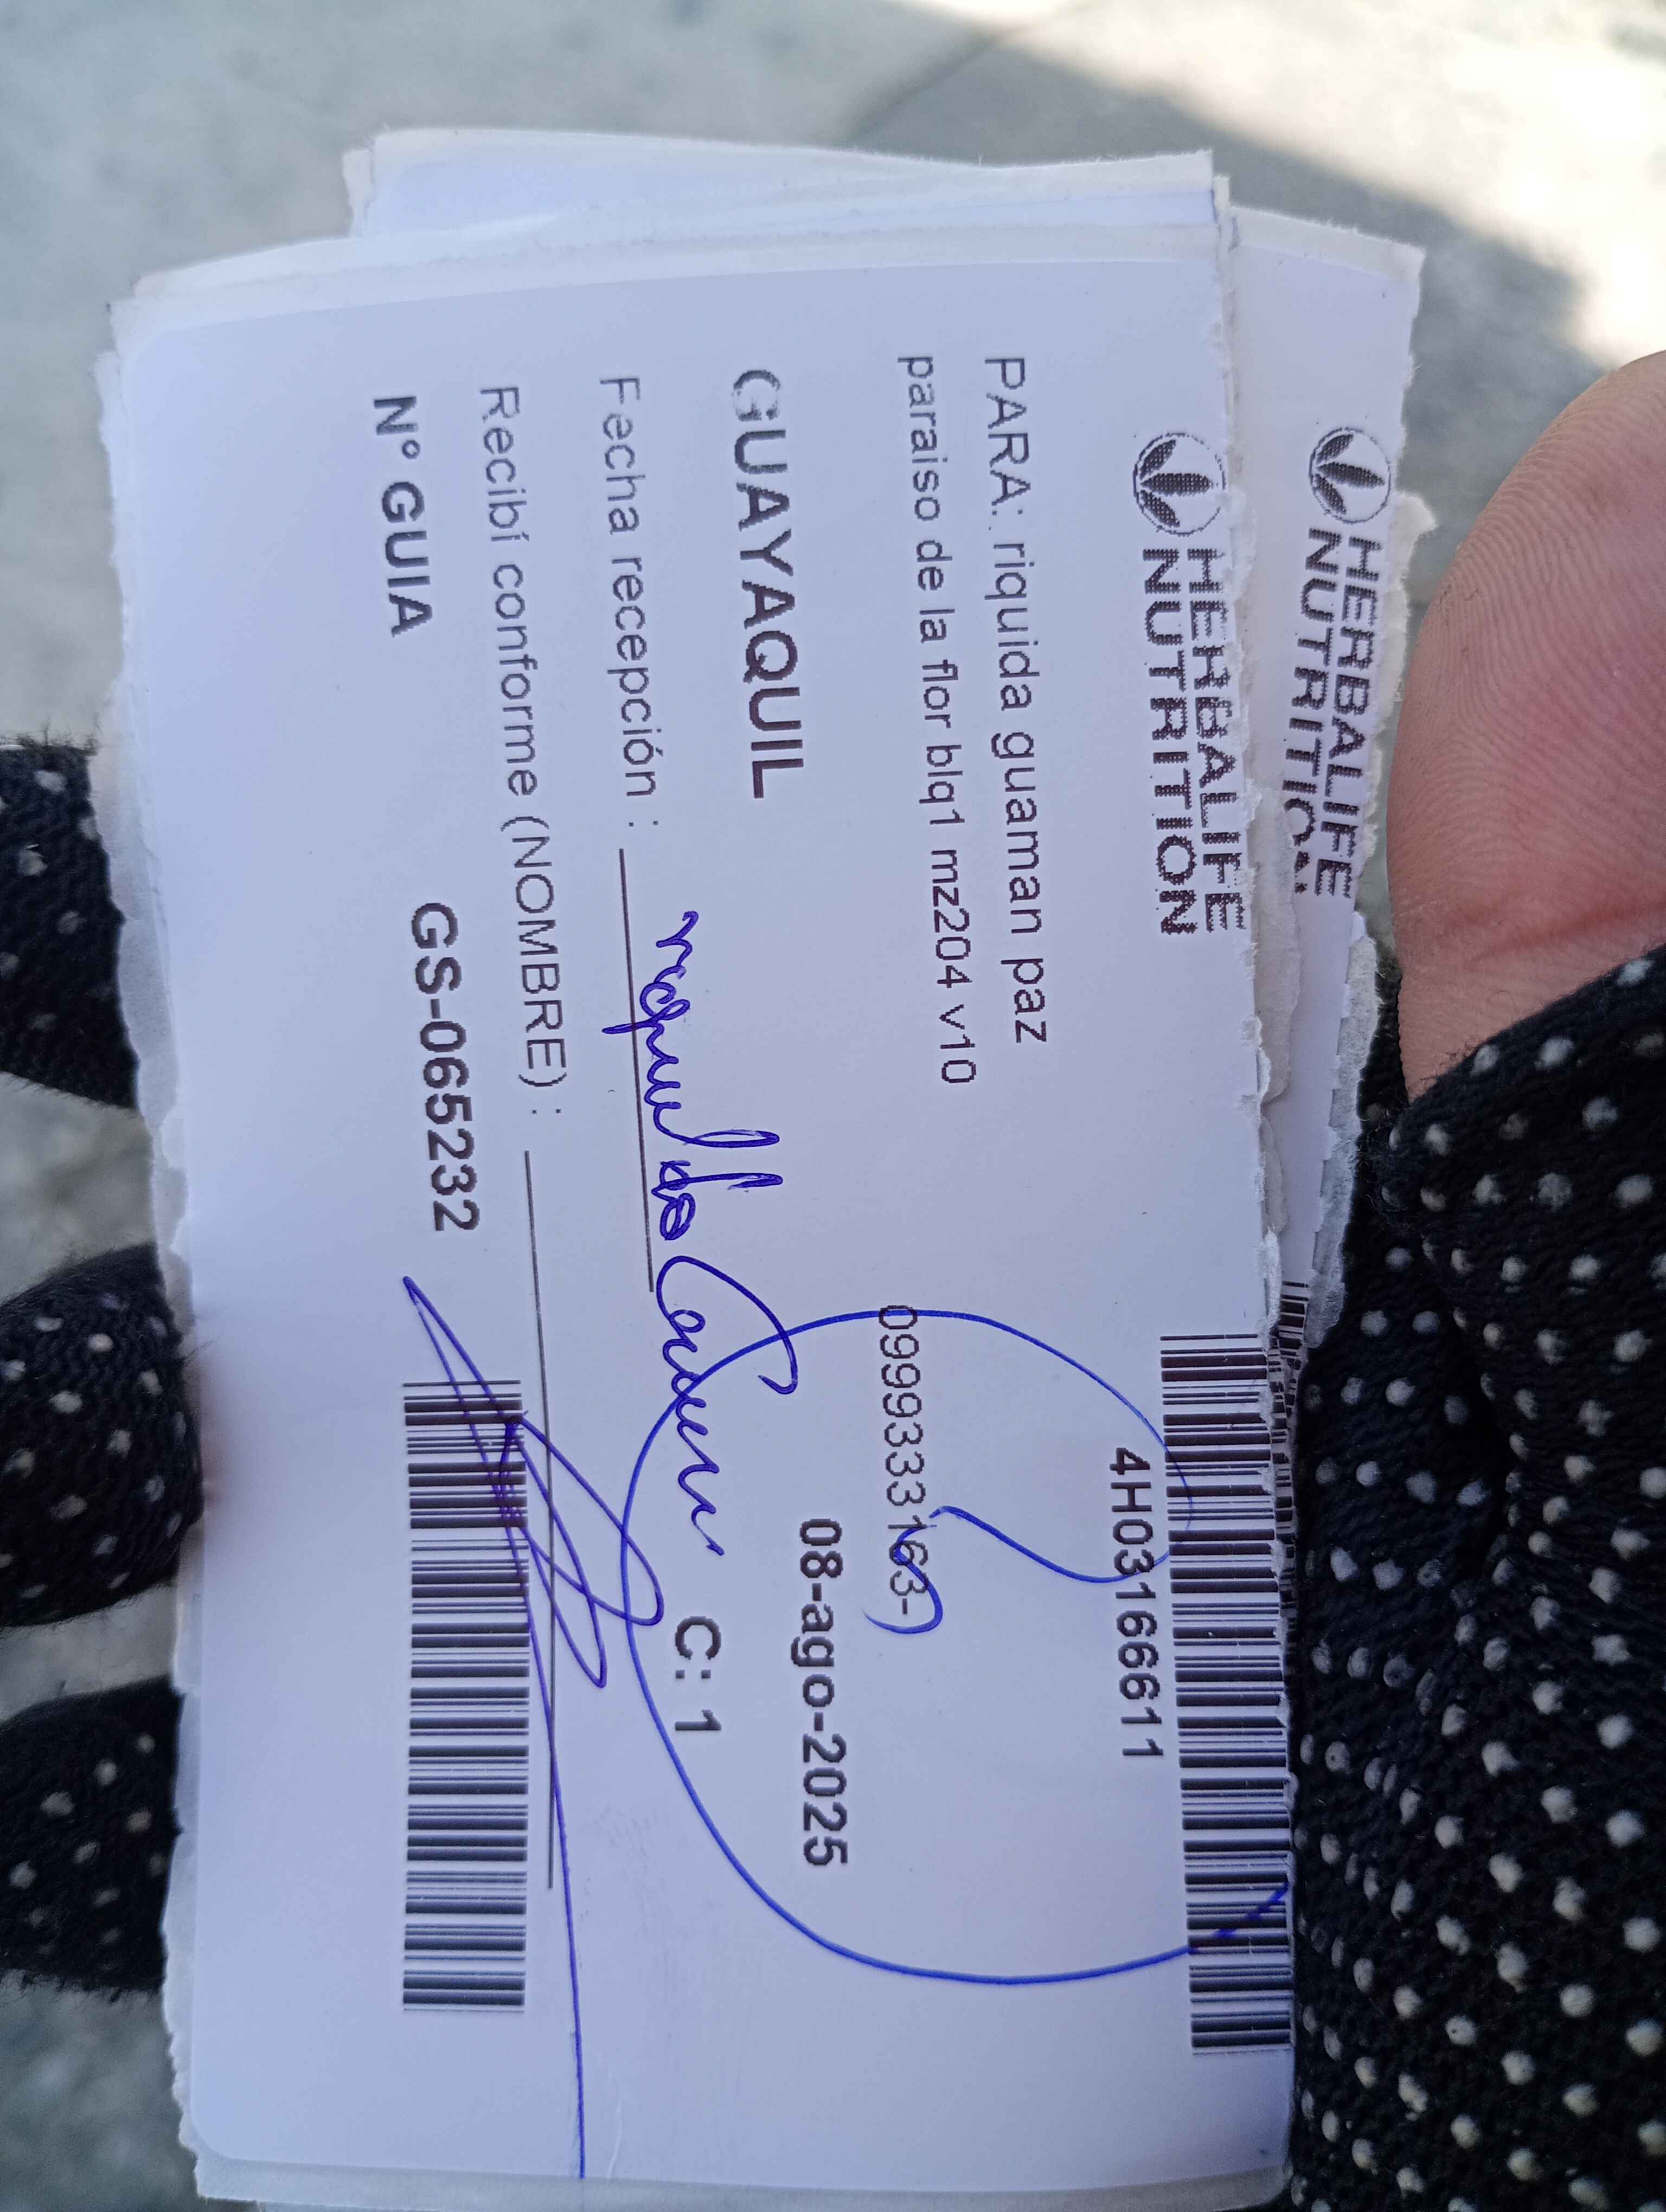 HERBALIFE
NUTRITION
HERBALIFE
NUTRITION
4H03166611
PARA: riquida guaman paz
paraiso de la flor blq1 mz204 v10
0999333163-
GUAYAQUIL
08-ago-2025
Fecha recepción :
C: 1
Recibí conforme (NOMBRE) :
N° GUIA GS-065232